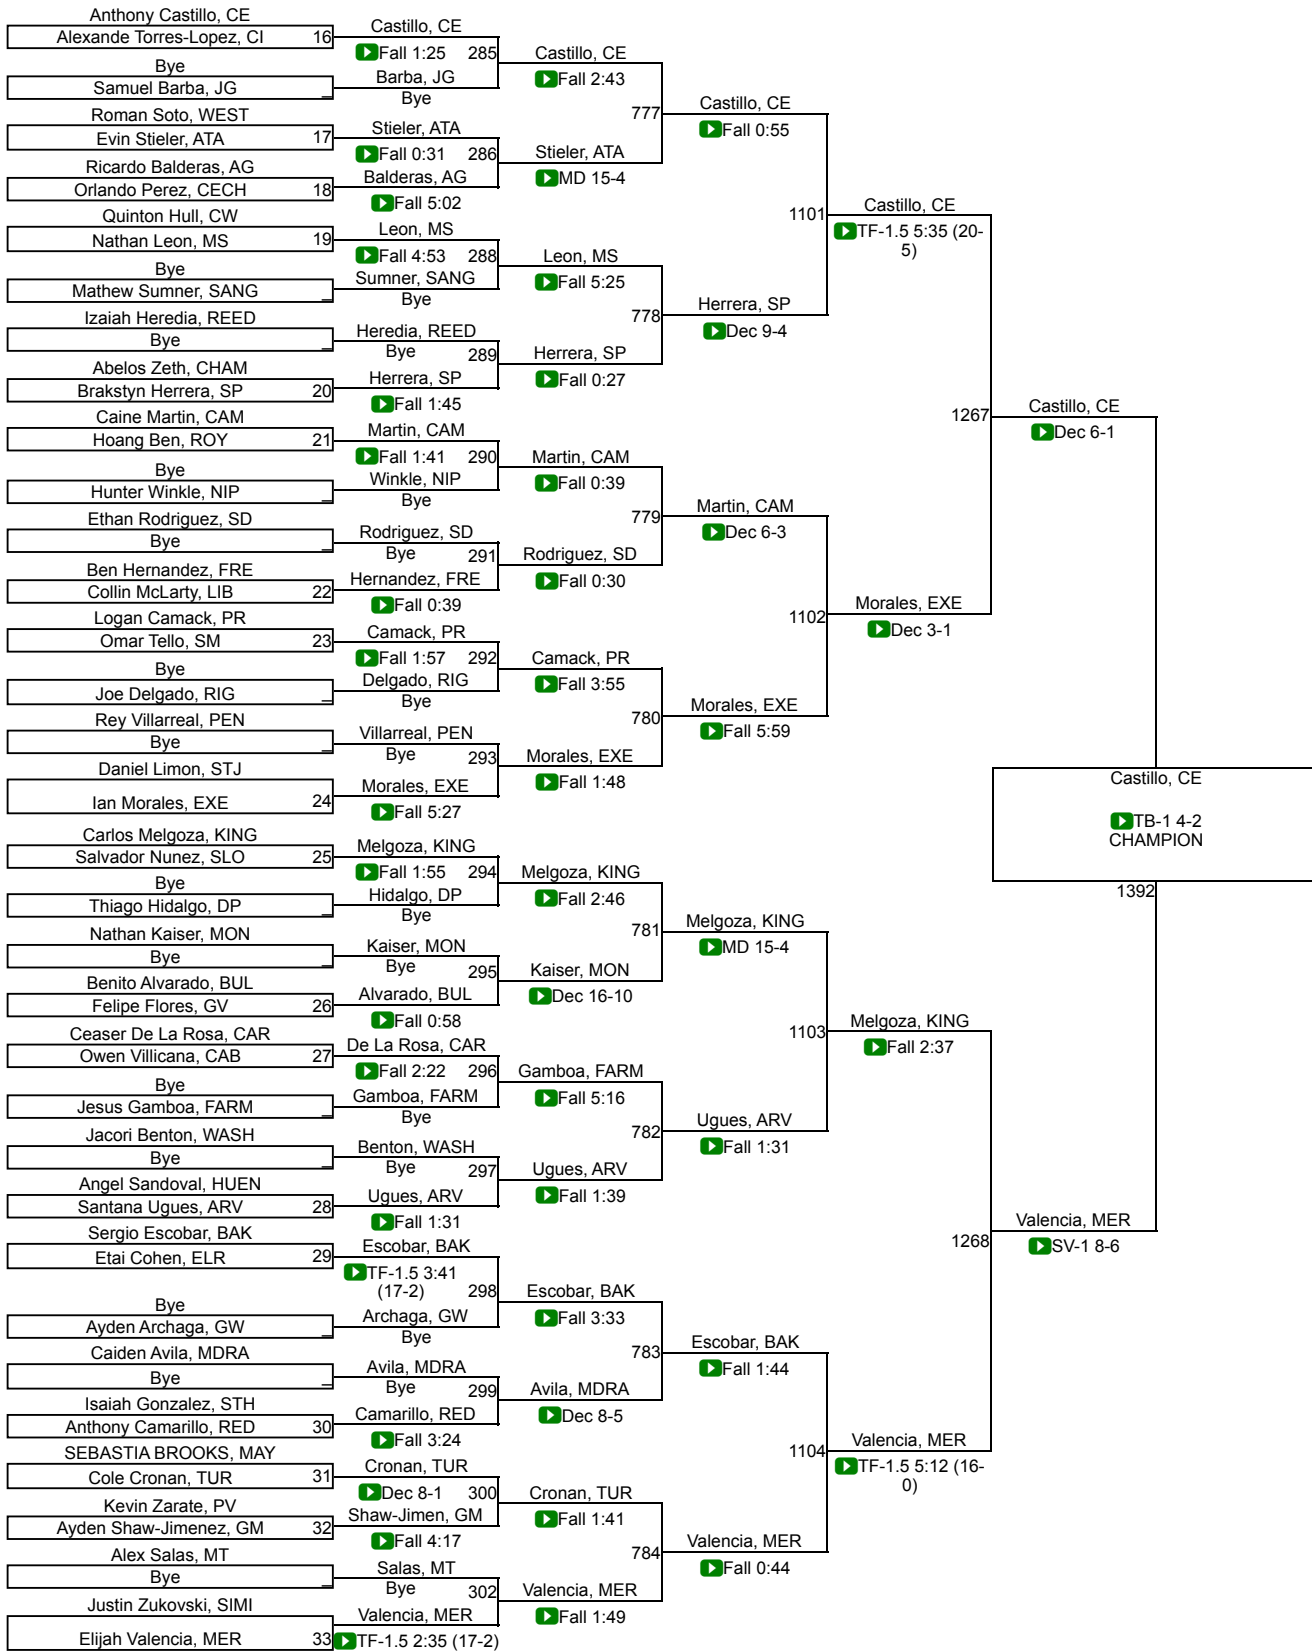 Anthony Castillo, CE
Alexande Torres-Lopez, CI 16
Bye
Samuel Barba, JG _
Roman Soto, WEST
Evin Stieler, ATA 17
Ricardo Balderas, AG
Orlando Perez, CECH 18
Quinton Hull, CW
Nathan Leon, MS 19
Bye
Mathew Sumner, SANG _
Izaiah Heredia, REED
Bye _
Abelos Zeth, CHAM
Brakstyn Herrera, SP 20
Caine Martin, CAM
Hoang Ben, ROY 21
Bye
Hunter Winkle, NIP _
Ethan Rodriguez, SD
Bye _
Ben Hernandez, FRE
Collin McLarty, LIB 22
Logan Camack, PR
Omar Tello, SM 23
Bye
Joe Delgado, RIG _
Rey Villarreal, PEN
Bye _
Daniel Limon, STJ
Ian Morales, EXE 24
Carlos Melgoza, KING
Salvador Nunez, SLO 25
Bye
Thiago Hidalgo, DP _
Nathan Kaiser, MON
Bye _
Benito Alvarado, BUL
Felipe Flores, GV 26
Ceaser De La Rosa, CAR
Owen Villicana, CAB 27
Bye
Jesus Gamboa, FARM _
Jacori Benton, WASH
Bye _
Angel Sandoval, HUEN
Santana Ugues, ARV 28
Sergio Escobar, BAK
Etai Cohen, ELR 29
Bye
Ayden Archaga, GW _
Caiden Avila, MDRA
Bye _
Isaiah Gonzalez, STH
Anthony Camarillo, RED 30
SEBASTIA BROOKS, MAY
Cole Cronan, TUR 31
Kevin Zarate, PV
Ayden Shaw-Jimenez, GM 32
Alex Salas, MT
Bye _
Justin Zukovski, SIMI
Elijah Valencia, MER 33
Castillo, CE
Fall 1:25 285
Barba, JG
Bye
Stieler, ATA
Fall 0:31 286
Balderas, AG
Fall 5:02
Leon, MS
Fall 4:53 288
Sumner, SANG
Bye
Heredia, REED
Bye 289
Herrera, SP
Fall 1:45
Martin, CAM
Fall 1:41 290
Winkle, NIP
Bye
Rodriguez, SD
Bye 291
Hernandez, FRE
Fall 0:39
Camack, PR
Fall 1:57 292
Delgado, RIG
Bye
Villarreal, PEN
Bye 293
Morales, EXE
Fall 5:27
Melgoza, KING
Fall 1:55 294
Hidalgo, DP
Bye
Kaiser, MON
Bye 295
Alvarado, BUL
Fall 0:58
De La Rosa, CAR
Fall 2:22 296
Gamboa, FARM
Bye
Benton, WASH
Bye 297
Ugues, ARV
Fall 1:31
Escobar, BAK
TF-1.5 3:41
(17-2) 298
Archaga, GW
Bye
Avila, MDRA
Bye 299
Camarillo, RED
Fall 3:24
Cronan, TUR
Dec 8-1 300
Shaw-Jimen, GM
Fall 4:17
Salas, MT
Bye 302
Valencia, MER
TF-1.5 2:35 (17-2)
Castillo, CE
Fall 2:43
777
Stieler, ATA
MD 15-4
Leon, MS
Fall 5:25
778
Herrera, SP
Fall 0:27
Martin, CAM
Fall 0:39
779
Rodriguez, SD
Fall 0:30
Camack, PR
Fall 3:55
780
Morales, EXE
Fall 1:48
Melgoza, KING
Fall 2:46
781
Kaiser, MON
Dec 16-10
Gamboa, FARM
Fall 5:16
782
Ugues, ARV
Fall 1:39
Escobar, BAK
Fall 3:33
783
Avila, MDRA
Dec 8-5
Cronan, TUR
Fall 1:41
784
Valencia, MER
Fall 1:49
Castillo, CE
Fall 0:55
1101
Herrera, SP
Dec 9-4
Martin, CAM
Dec 6-3
1102
Morales, EXE
Fall 5:59
Melgoza, KING
MD 15-4
1103
Ugues, ARV
Fall 1:31
Escobar, BAK
Fall 1:44
1104
Valencia, MER
Fall 0:44
Castillo, CE
TF-1.5 5:35 (20-
5)
1267
Morales, EXE
Dec 3-1
Melgoza, KING
Fall 2:37
1268
Valencia, MER
TF-1.5 5:12 (16-
0)
Castillo, CE
Dec 6-1
Valencia, MER
SV-1 8-6
Castillo, CE
TB-1 4-2
CHAMPION
1392